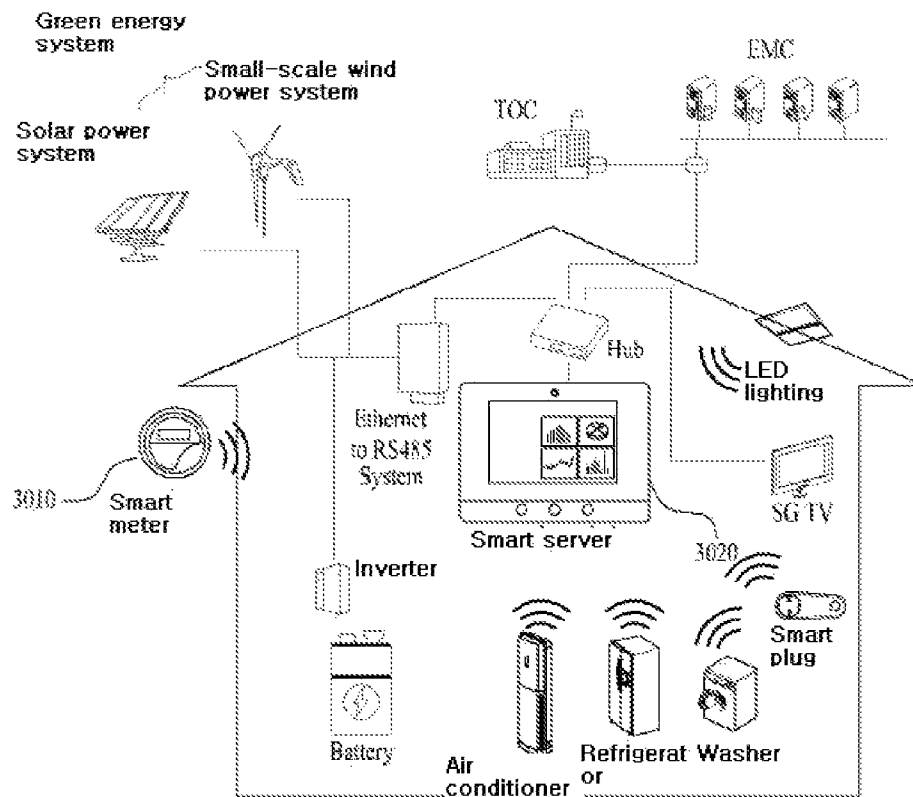 Green energy
system
Small-scale wind
power system
Solar power
system
EMC
TOC
Hub
LED
lighting
Ethernet
to RS485
System
3010
Smart
meter
SG TV
Smart server
3020
Inverter
Smart
plug
Battery
Air
conditioner
Refrigerat
or
Washer